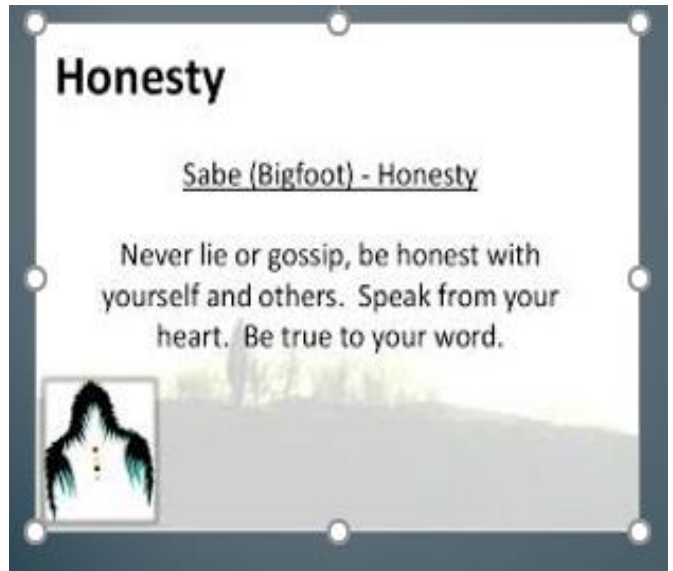 Honesty
Sabe (Bigfoot) - Honesty
Never lie or gossip, be honest with
yourself and others. Speak from your
heart. Be true to your word.